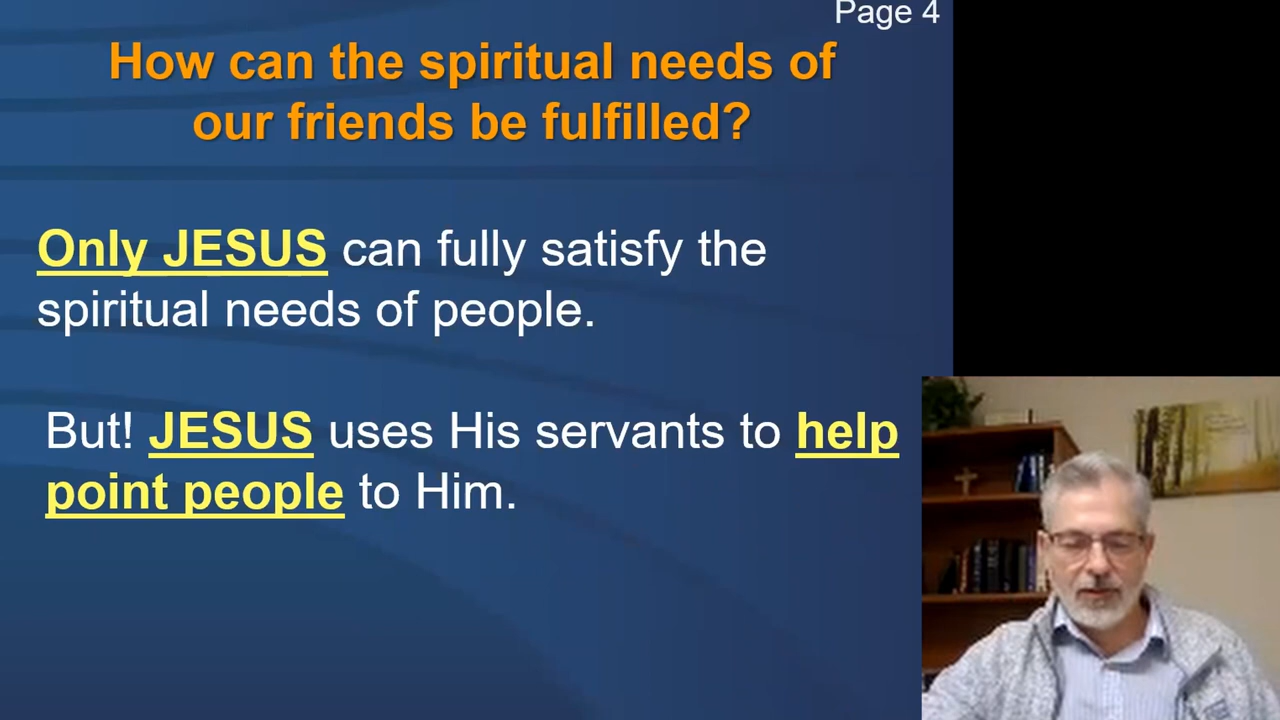 Page 4
How can the spiritual needs of
our friends be fulfilled?
Only JESUS can fully satisfy the
spiritual needs of people.
But! JESUS uses His servants to help
point people to Him.